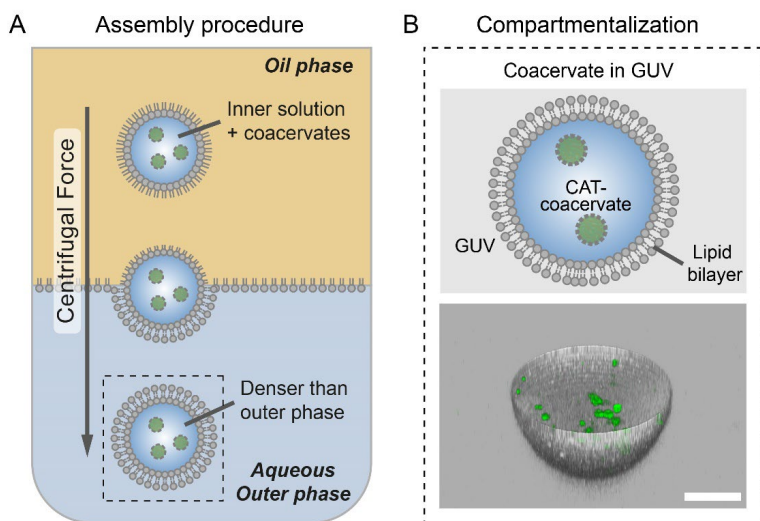 A
Assembly procedure
Oil phase
Inner solution
+ coacervates
Centrifugal Force
Denser than
outer phase
Aqueous
Outer phase
B
Compartmentalization
Coacervate in GUV
CAT-
coacervate
GUV
Lipid
bilayer